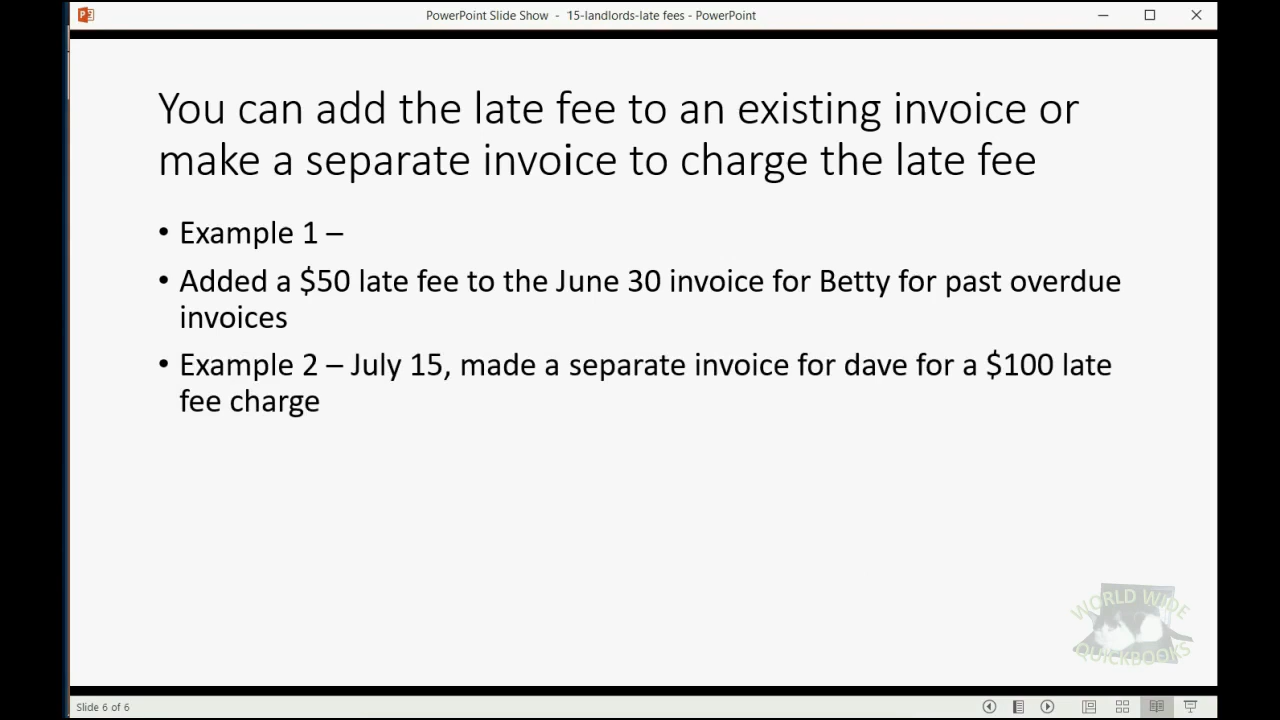 PowerPoint Slide Show - 15-landlords-late fees - PowerPoint
You can add the late fee to an existing invoice or
make a separate invoice to charge the late fee
• Example 1 –
• Added a $50 late fee to the June 30 invoice for Betty for past overdue
invoices
• Example 2 – July 15, made a separate invoice for dave for a $100 late
fee charge
WORLD WIDE
QUICKBOOKS
Slide 6 of 6